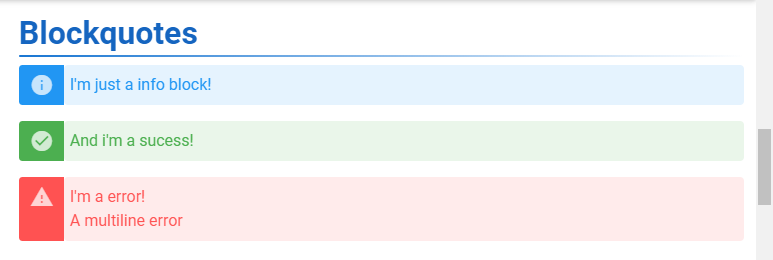 Blockquotes
I'm just a info block!
And i'm a sucess!
I'm a error!
A multiline error